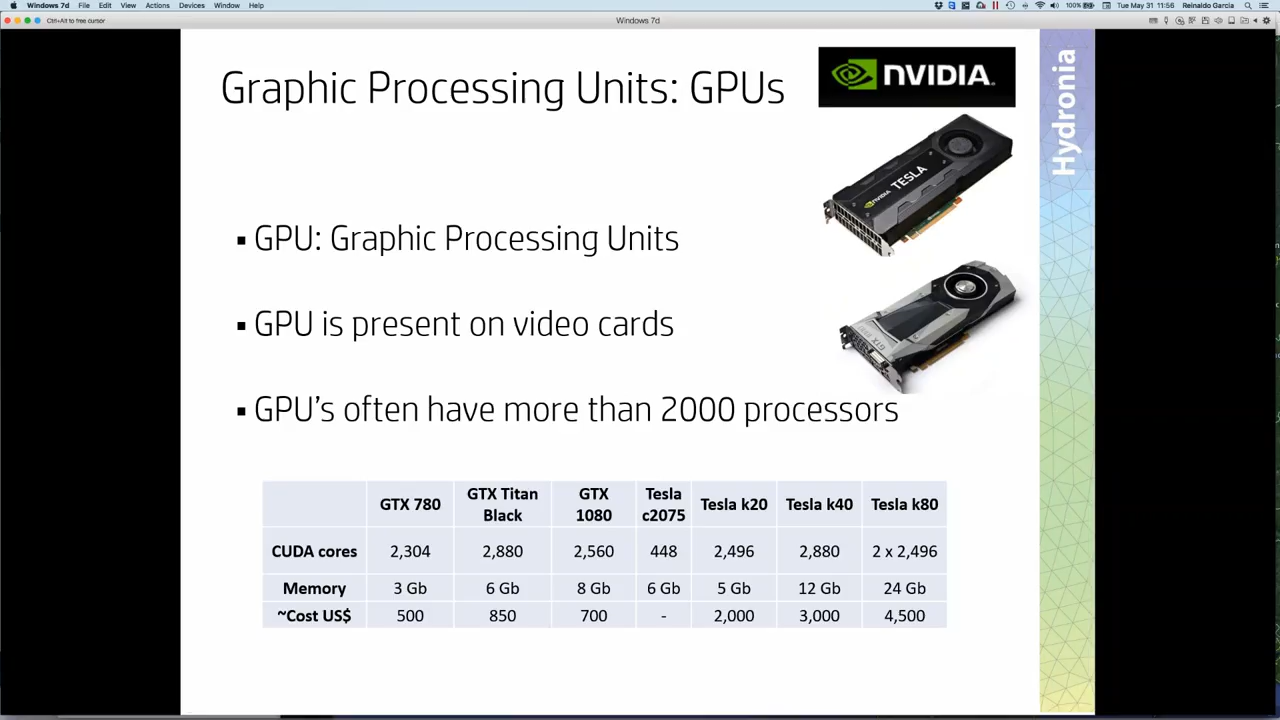 Windows 7d File Edit View Actions Devices Window Help
100% Tue May 31 11:56 Reinaldo Garcia
Ctrl+Alt to free cursor
Windows 7d
Graphic Processing Units: GPUs
NVIDIA.
Hydronia
NVIDIA TESLA
▪ GPU: Graphic Processing Units
▪ GPU is present on video cards
▪ GPU’s often have more than 2000 processors
GTX 780 GTX Titan Black GTX 1080 Tesla c2075 Tesla k20 Tesla k40 Tesla k80
CUDA cores 2,304 2,880 2,560 448 2,496 2,880 2 x 2,496
Memory 3 Gb 6 Gb 8 Gb 6 Gb 5 Gb 12 Gb 24 Gb
~Cost US$ 500 850 700 - 2,000 3,000 4,500